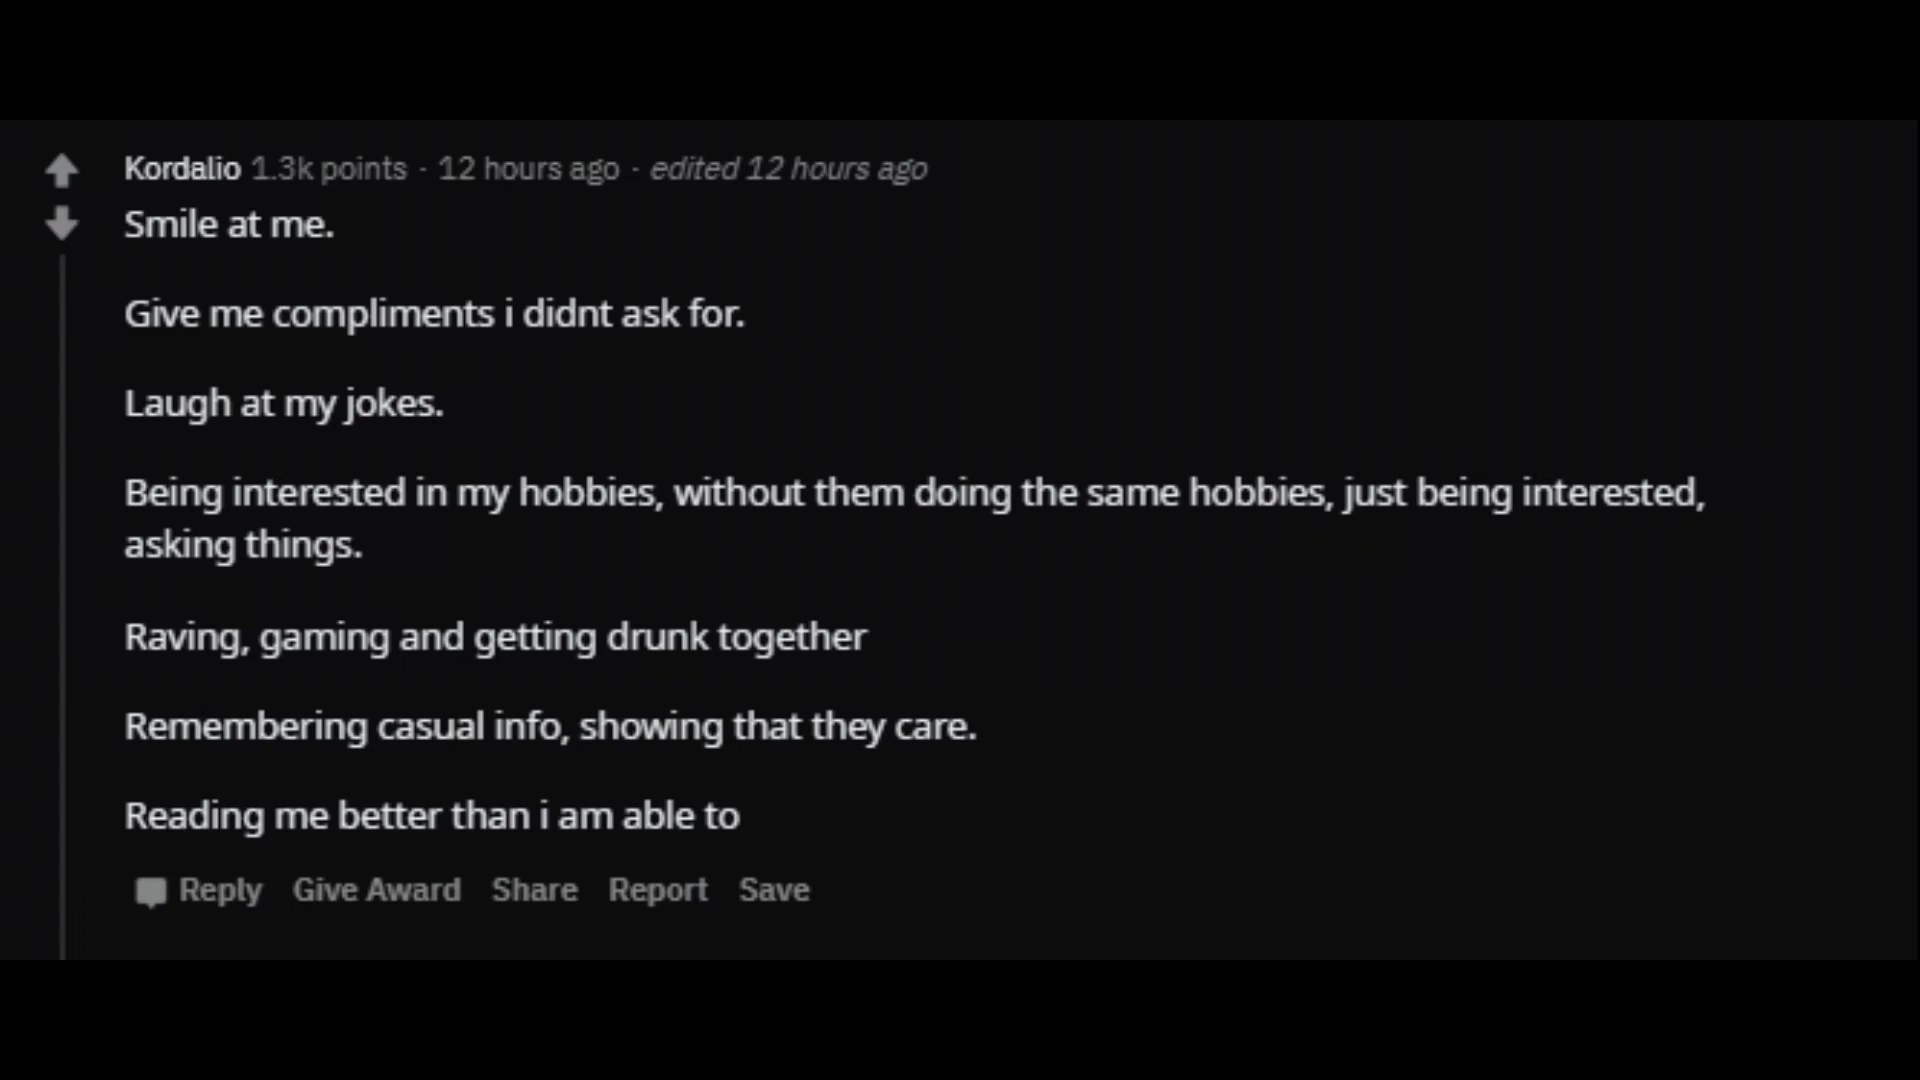 Kordalio 1.3k points · 12 hours ago · edited 12 hours ago
Smile at me.
Give me compliments i didnt ask for.
Laugh at my jokes.
Being interested in my hobbies, without them doing the same hobbies, just being interested,
asking things.
Raving, gaming and getting drunk together
Remembering casual info, showing that they care.
Reading me better than i am able to
Reply Give Award Share Report Save